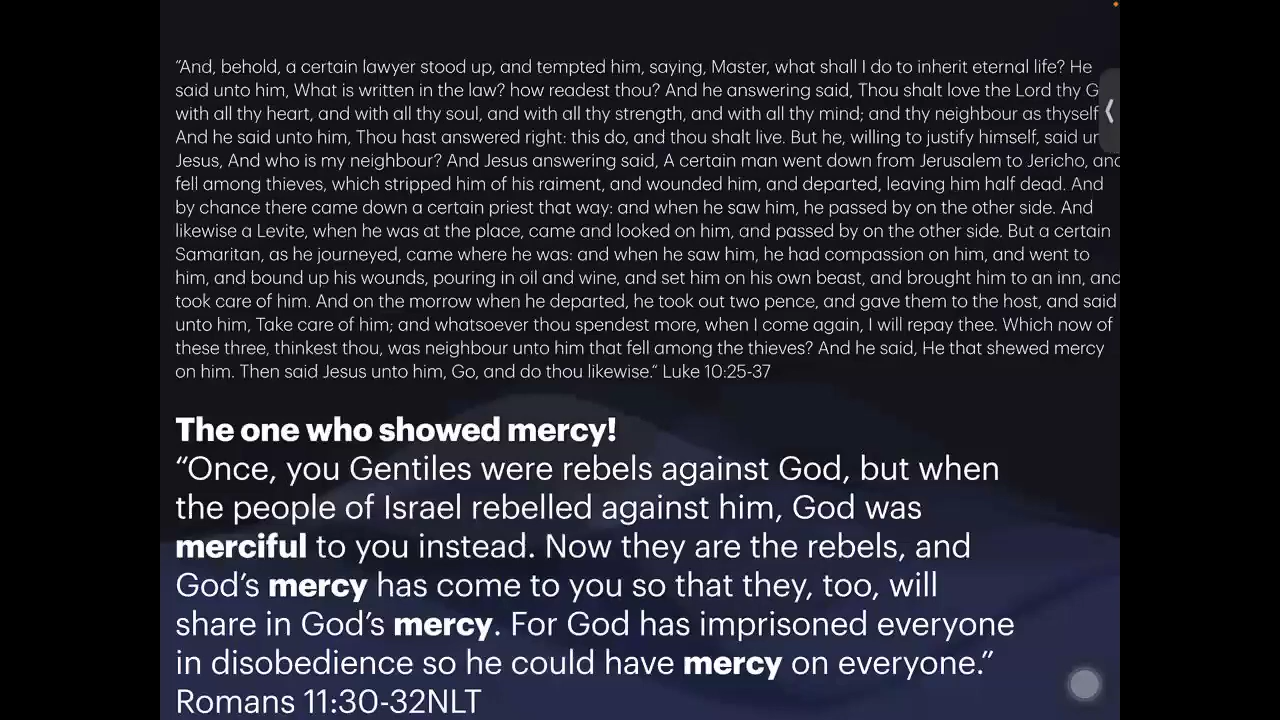 “And, behold, a certain lawyer stood up, and tempted him, saying, Master, what shall I do to inherit eternal life? He
said unto him, What is written in the law? how readest thou? And he answering said, Thou shalt love the Lord thy G
with all thy heart, and with all thy soul, and with all thy strength, and with all thy mind; and thy neighbour as thyself
And he said unto him, Thou hast answered right: this do, and thou shalt live. But he, willing to justify himself, said un
Jesus, And who is my neighbour? And Jesus answering said, A certain man went down from Jerusalem to Jericho, and
fell among thieves, which stripped him of his raiment, and wounded him, and departed, leaving him half dead. And
by chance there came down a certain priest that way: and when he saw him, he passed by on the other side. And
likewise a Levite, when he was at the place, came and looked on him, and passed by on the other side. But a certain
Samaritan, as he journeyed, came where he was: and when he saw him, he had compassion on him, and went to
him, and bound up his wounds, pouring in oil and wine, and set him on his own beast, and brought him to an inn, and
took care of him. And on the morrow when he departed, he took out two pence, and gave them to the host, and said
unto him, Take care of him; and whatsoever thou spendest more, when I come again, I will repay thee. Which now of
these three, thinkest thou, was neighbour unto him that fell among the thieves? And he said, He that shewed mercy
on him. Then said Jesus unto him, Go, and do thou likewise.” Luke 10:25-37
The one who showed mercy!
“Once, you Gentiles were rebels against God, but when
the people of Israel rebelled against him, God was
merciful to you instead. Now they are the rebels, and
God’s mercy has come to you so that they, too, will
share in God’s mercy. For God has imprisoned everyone
in disobedience so he could have mercy on everyone.”
Romans 11:30-32NLT